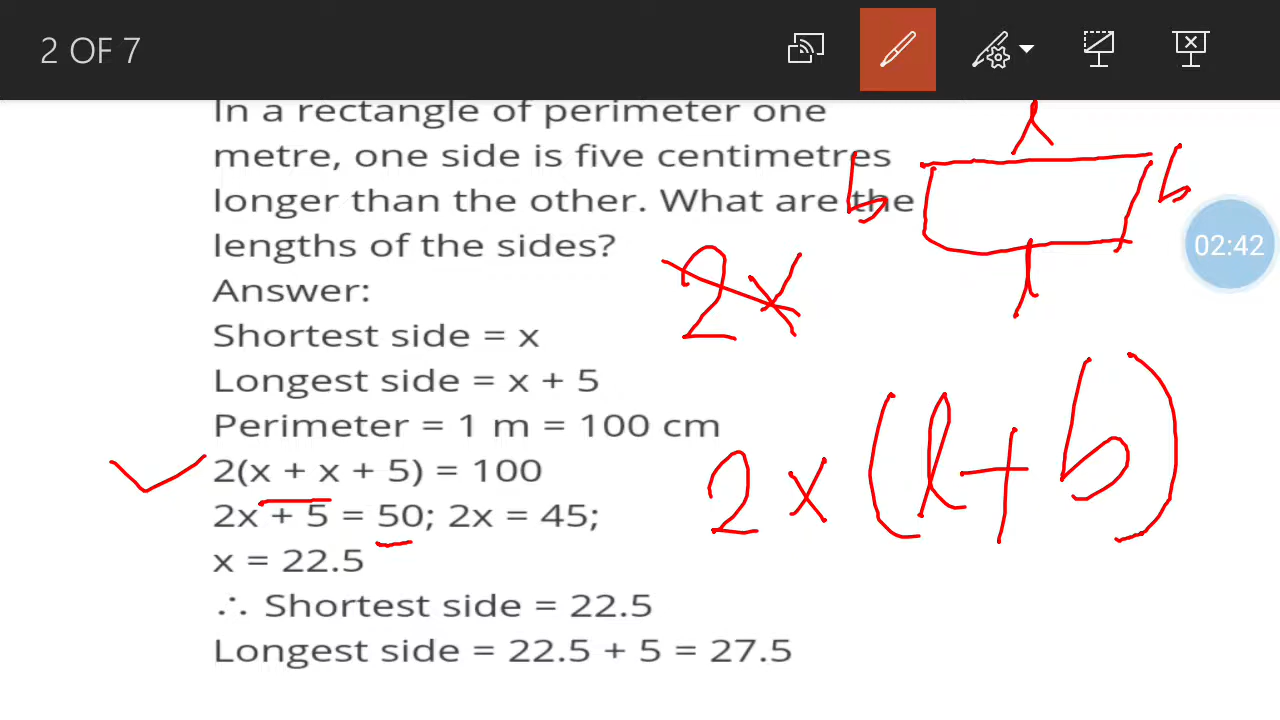 2 OF 7
In a rectangle of perimeter one
metre, one side is five centimetres
longer than the other. What are the
lengths of the sides?
Answer:
Shortest side = x
Longest side = x + 5
Perimeter = 1 m = 100 cm
2(x + x + 5) = 100
2x + 5 = 50; 2x = 45;
x = 22.5
∴ Shortest side = 22.5
Longest side = 22.5 + 5 = 27.5
l
b
b
l
2x
2 x (l + b)
02:42